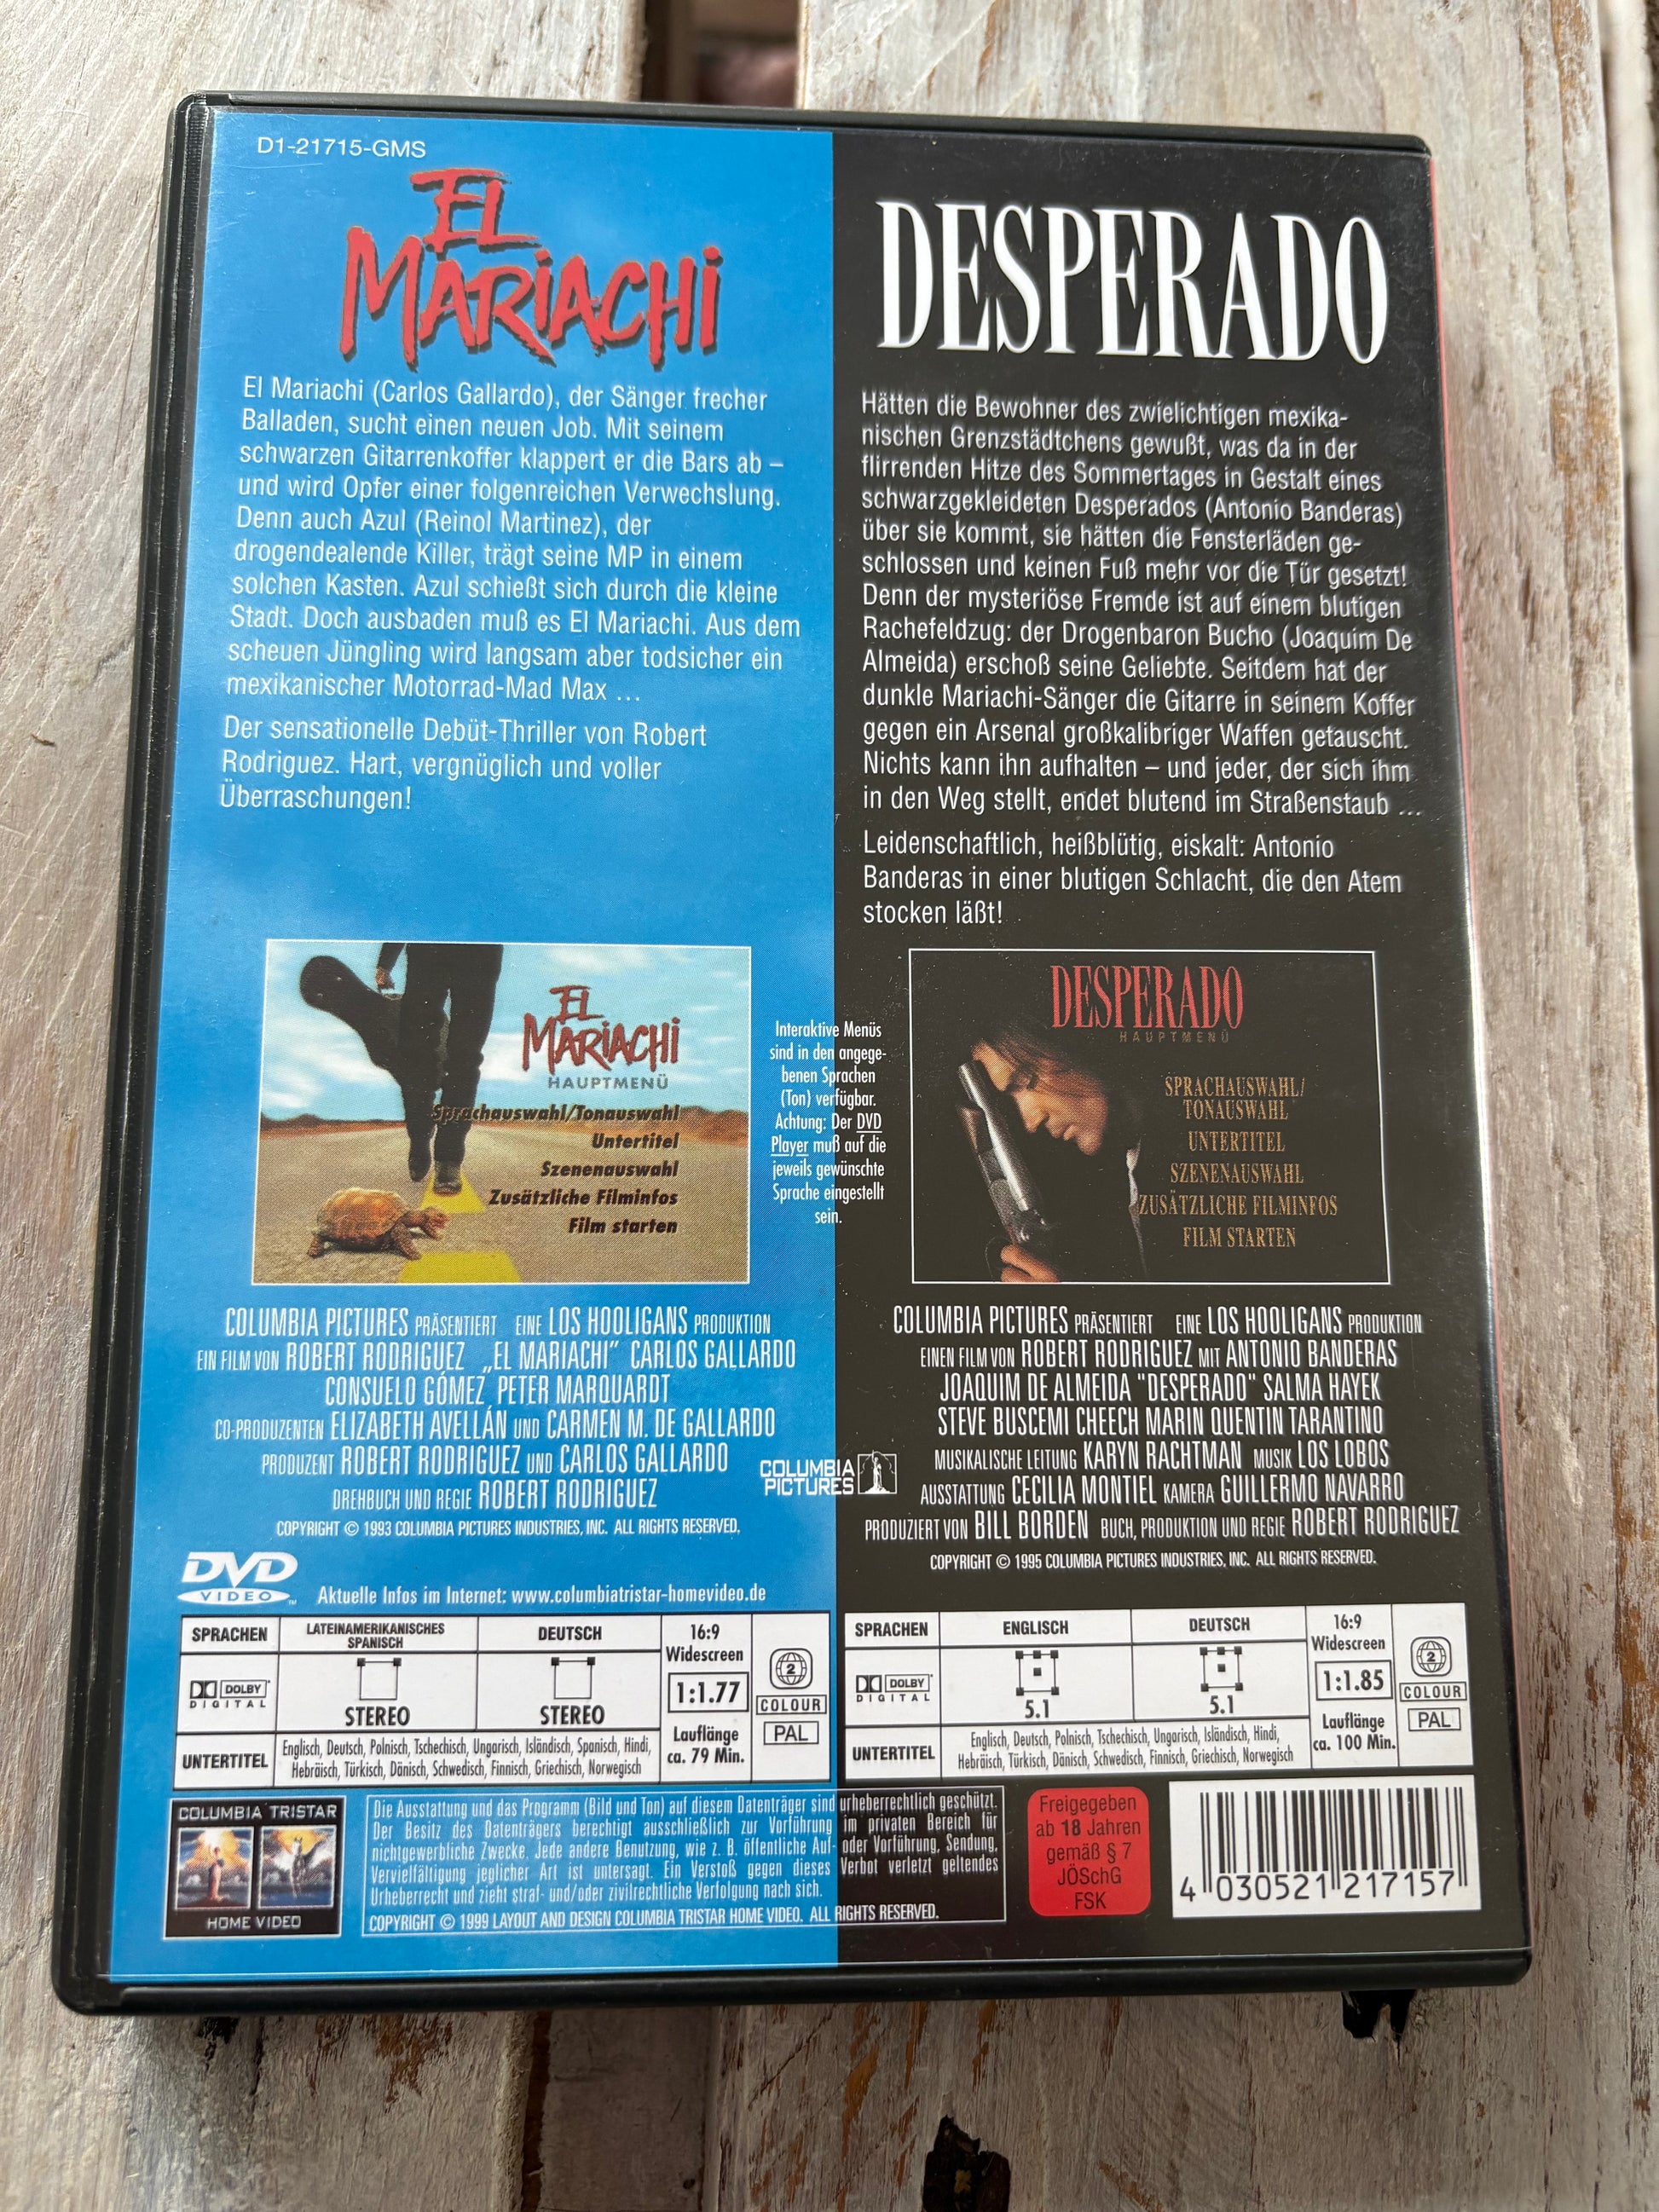 D1-21715-GMS
EL
MARIACHI
El Mariachi (Carlos Gallardo), der Sänger frecher
Balladen, sucht einen neuen Job. Mit seinem
schwarzen Gitarrenkoffer klappert er die Bars ab –
und wird Opfer einer folgenreichen Verwechslung.
Denn auch Azul (Reinol Martinez), der
drogendealende Killer, trägt seine MP in einem
solchen Kasten. Azul schießt sich durch die kleine
Stadt. Doch ausbaden muß es El Mariachi. Aus dem
scheuen Jüngling wird langsam aber todsicher ein
mexikanischer Motorrad-Mad Max ...
Der sensationelle Debüt-Thriller von Robert
Rodriguez. Hart, vergnüglich und voller
Überraschungen!
EL
MARIACHI
HAUPTMENÜ
Sprachauswahl/Tonauswahl
Untertitel
Szenenauswahl
Zusätzliche Filminfos
Film starten
COLUMBIA PICTURES PRÄSENTIERT EINE LOS HOOLIGANS PRODUKTION
EIN FILM VON ROBERT RODRIGUEZ „EL MARIACHI“ CARLOS GALLARDO
CONSUELO GÓMEZ PETER MARQUARDT
CO-PRODUZENTEN ELIZABETH AVELLÁN UND CARMEN M. DE GALLARDO
PRODUZENT ROBERT RODRIGUEZ UND CARLOS GALLARDO
DREHBUCH UND REGIE ROBERT RODRIGUEZ
COPYRIGHT © 1993 COLUMBIA PICTURES INDUSTRIES, INC. ALL RIGHTS RESERVED.
DVD
VIDEO
™
Aktuelle Infos im Internet: www.columbiatristar-homevideo.de
SPRACHEN
LATEINAMERIKANISCHES
SPANISCH
DEUTSCH
DOLBY
DIGITAL
STEREO
STEREO
UNTERTITEL
Englisch, Deutsch, Polnisch, Tschechisch, Ungarisch, Isländisch, Spanisch, Hindi,
Hebräisch, Türkisch, Dänisch, Schwedisch, Finnisch, Griechisch, Norwegisch
16:9
Widescreen
1:1.77
Lauflänge
ca. 79 Min.
2
COLOUR
PAL
Interaktive Menüs
sind in den angege-
benen Sprachen
(Ton) verfügbar.
Achtung: Der DVD
Player muß auf die
jeweils gewünschte
Sprache eingestellt
sein.
COLUMBIA
PICTURES
DESPERADO
Hätten die Bewohner des zwielichtigen mexika-
nischen Grenzstädtchens gewußt, was da in der
flirrenden Hitze des Sommertages in Gestalt eines
schwarzgekleideten Desperados (Antonio Banderas)
über sie kommt, sie hätten die Fensterläden ge-
schlossen und keinen Fuß mehr vor die Tür gesetzt!
Denn der mysteriöse Fremde ist auf einem blutigen
Rachefeldzug: der Drogenbaron Bucho (Joaquim De
Almeida) erschoß seine Geliebte. Seitdem hat der
dunkle Mariachi-Sänger die Gitarre in seinem Koffer
gegen ein Arsenal großkalibriger Waffen getauscht.
Nichts kann ihn aufhalten – und jeder, der sich ihm
in den Weg stellt, endet blutend im Straßenstaub ...
Leidenschaftlich, heißblütig, eiskalt: Antonio
Banderas in einer blutigen Schlacht, die den Atem
stocken läßt!
DESPERADO
HAUPTMENÜ
SPRACHAUSWAHL/
TONAUSWAHL
UNTERTITEL
SZENENAUSWAHL
ZUSÄTZLICHE FILMINFOS
FILM STARTEN
COLUMBIA PICTURES PRÄSENTIERT EINE LOS HOOLIGANS PRODUKTION
EINEN FILM VON ROBERT RODRIGUEZ MIT ANTONIO BANDERAS
JOAQUIM DE ALMEIDA "DESPERADO" SALMA HAYEK
STEVE BUSCEMI CHEECH MARIN QUENTIN TARANTINO
MUSIKALISCHE LEITUNG KARYN RACHTMAN MUSIK LOS LOBOS
AUSSTATTUNG CECILIA MONTIEL KAMERA GUILLERMO NAVARRO
PRODUZIERT VON BILL BORDEN BUCH, PRODUKTION UND REGIE ROBERT RODRIGUEZ
COPYRIGHT © 1995 COLUMBIA PICTURES INDUSTRIES, INC. ALL RIGHTS RESERVED.
SPRACHEN
ENGLISCH
DEUTSCH
DOLBY
DIGITAL
5.1
5.1
UNTERTITEL
Englisch, Deutsch, Polnisch, Tschechisch, Ungarisch, Isländisch, Hindi,
Hebräisch, Türkisch, Dänisch, Schwedisch, Finnisch, Griechisch, Norwegisch
16:9
Widescreen
1:1.85
Lauflänge
ca. 100 Min.
2
COLOUR
PAL
COLUMBIA TRISTAR
HOME VIDEO
Die Ausstattung und das Programm (Bild und Ton) auf diesem Datenträger sind urheberrechtlich geschützt.
Der Besitz des Datenträgers berechtigt ausschließlich zur Vorführung im privaten Bereich für
nichtgewerbliche Zwecke. Jede andere Benutzung, wie z. B. öffentliche Auf- oder Vorführung, Sendung,
Vervielfältigung jeglicher Art ist untersagt. Ein Verstoß gegen dieses Verbot verletzt geltendes
Urheberrecht und zieht straf- und/oder zivilrechtliche Verfolgung nach sich.
COPYRIGHT © 1999 LAYOUT AND DESIGN COLUMBIA TRISTAR HOME VIDEO. ALL RIGHTS RESERVED.
Freigegeben
ab 18 Jahren
gemäß § 7
JÖSchG
FSK
4 030521 217157